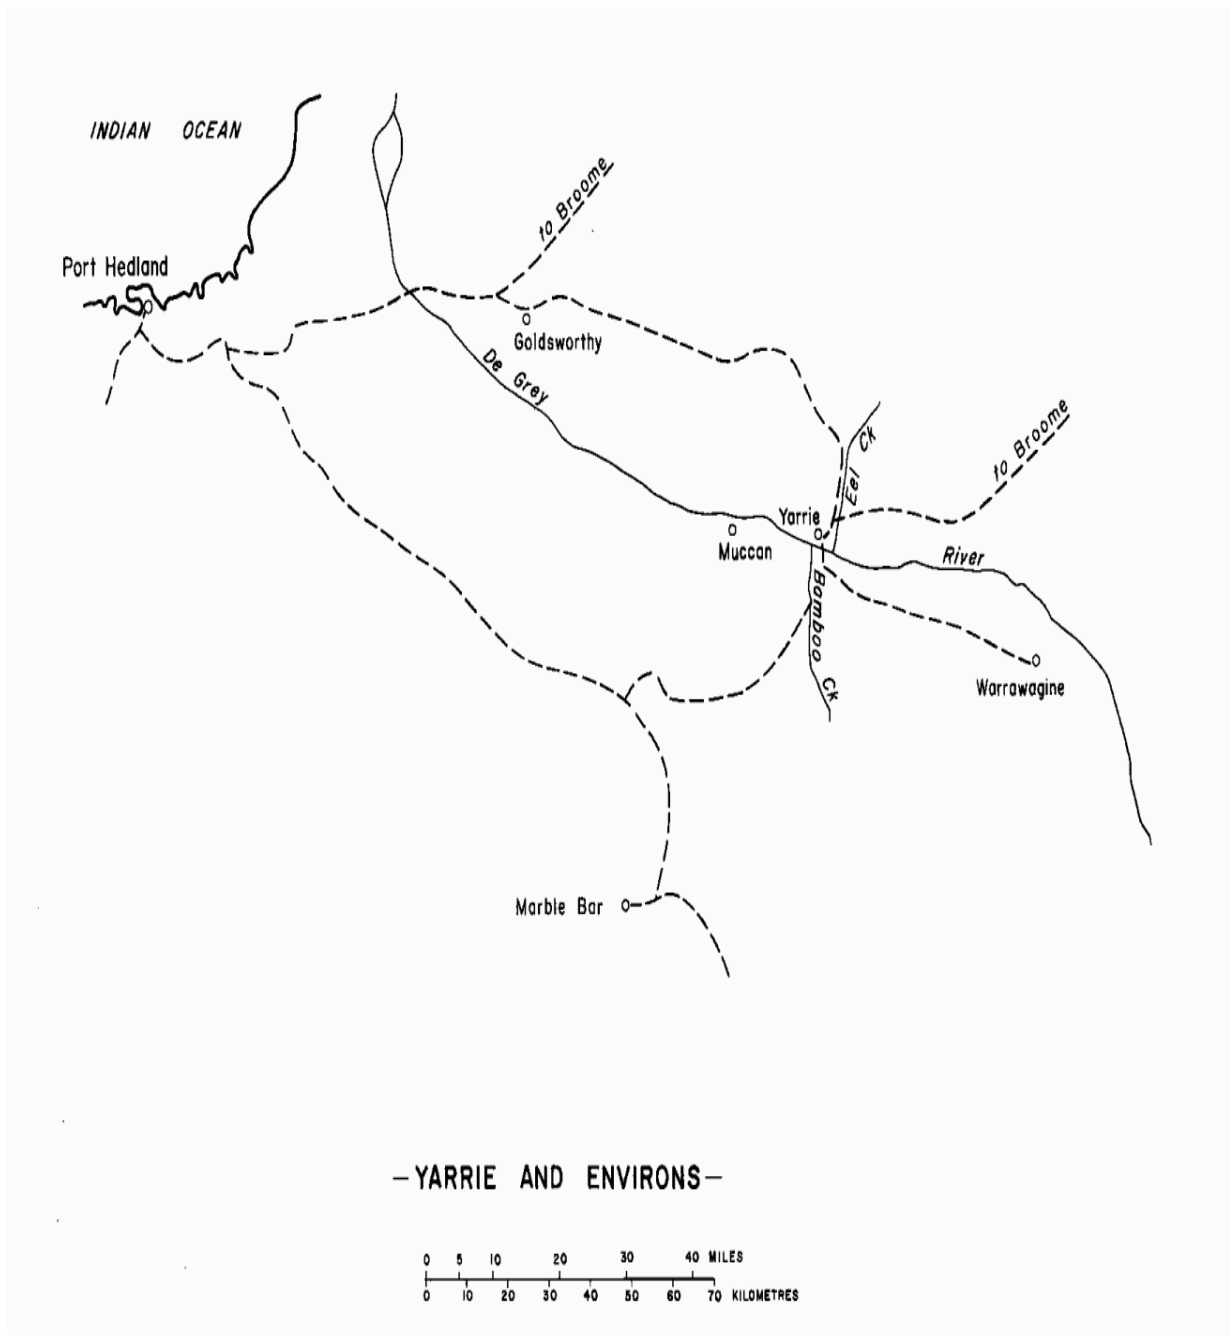 INDIAN OCEAN
to Broome
Port Hedland
Goldsworthy
De Grey
to Broome
Eel Ck
Yarrie
Muccan
River
Bamboo Ck
Warrawagine
Marble Bar
-YARRIE AND ENVIRONS-
0 5 10 20 30 40 MILES
0 10 20 30 40 50 60 70 KILOMETRES